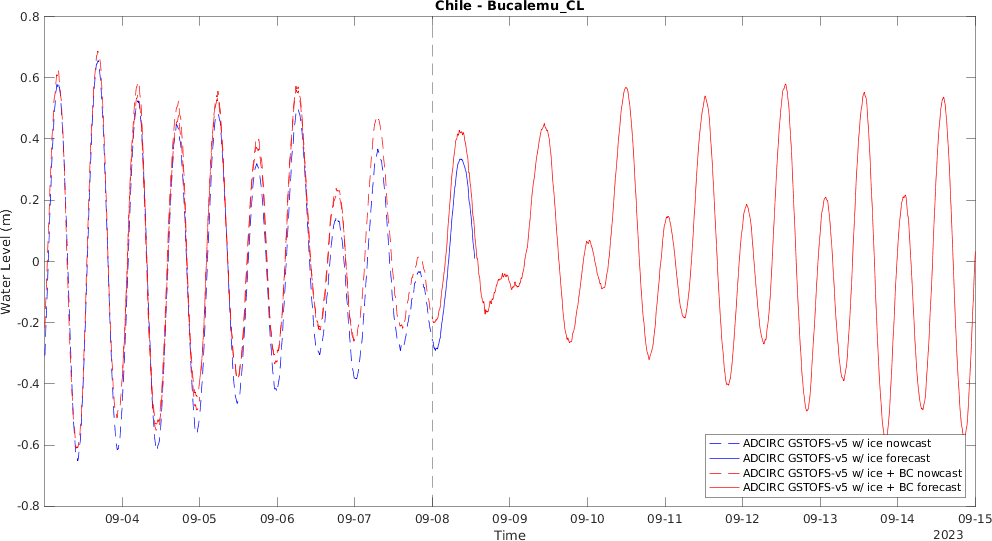 Chile - Bucalemu_CL
Water Level (m)
0.8
0.6
0.4
0.2
0
-0.2
-0.4
-0.6
-0.8
ADCIRC GSTOFS-v5 w/ ice nowcast
ADCIRC GSTOFS-v5 w/ ice forecast
ADCIRC GSTOFS-v5 w/ ice + BC nowcast
ADCIRC GSTOFS-v5 w/ ice + BC forecast
09-04 09-05 09-06 09-07 09-08 09-09 09-10 09-11 09-12 09-13 09-14 09-15
Time
2023